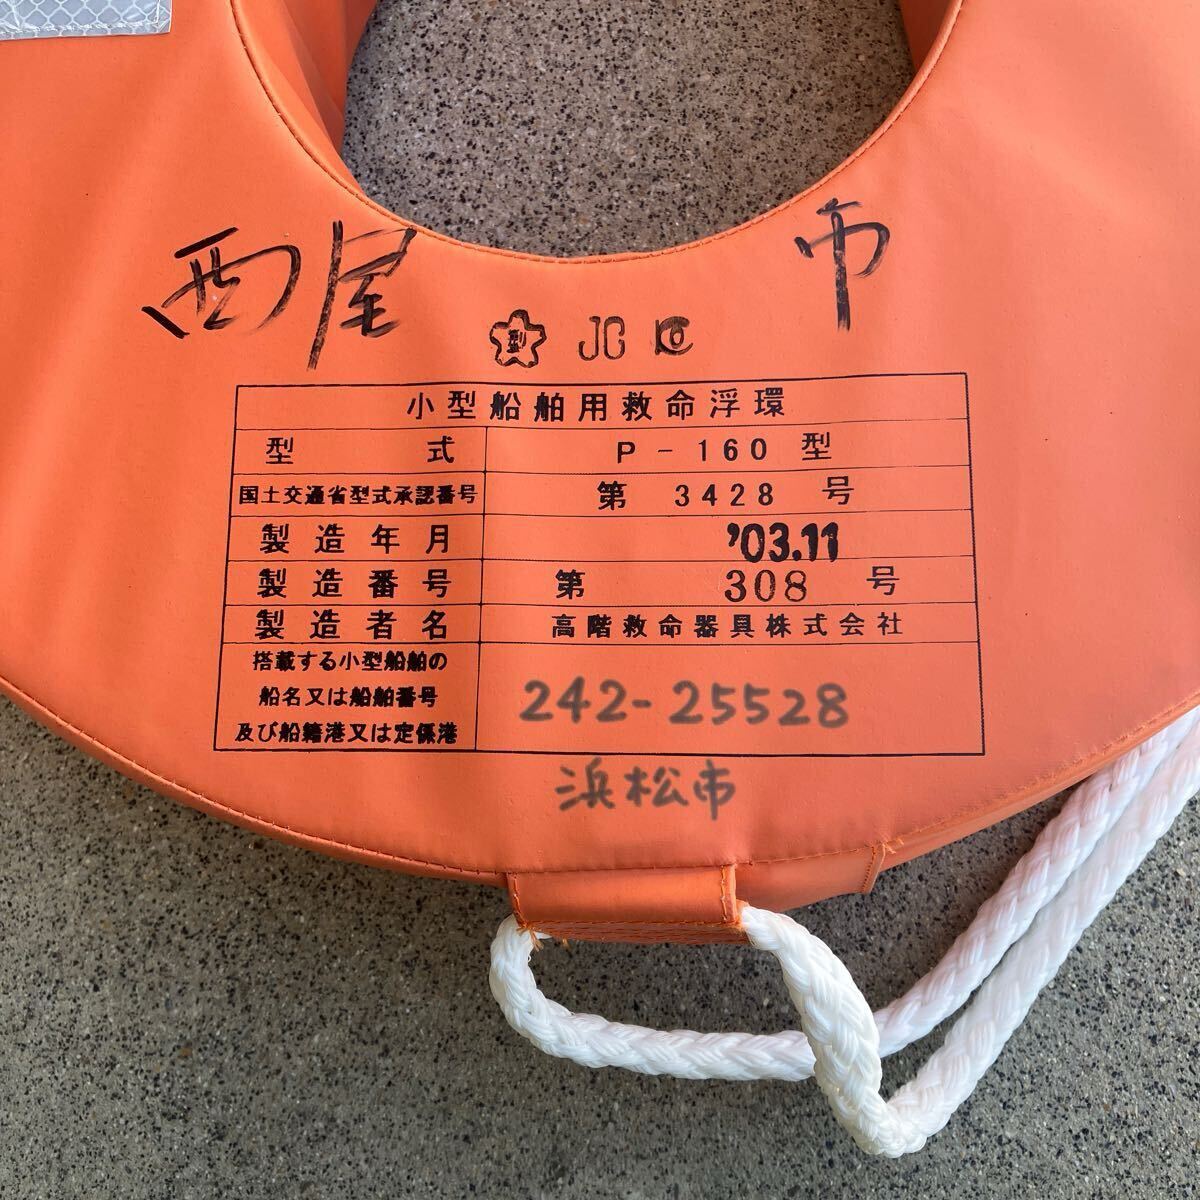 西尾 市
JCI
小型船舶用救命浮環
型式 P-160型
国土交通省型式承認番号 第 3428 号
製造年月 '03.11
製造番号 第 308 号
製造者名 高階救命器具株式会社
搭載する小型船舶の
船名又は船舶番号 242-25528
及び船籍港又は定係港
浜松市